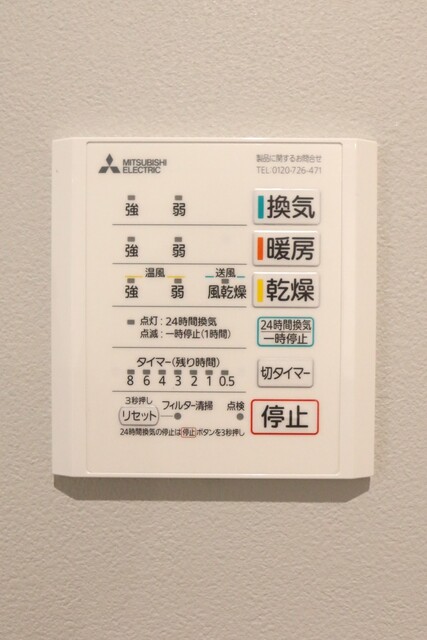 MITSUBISHI
ELECTRIC
製品に関するお問合せ
TEL 0120-726-471
強 弱 換気
強 弱 暖房
温風 送風
強 弱 風乾燥 乾燥
点灯:24時間換気
点滅:一時停止(1時間)
24時間換気
一時停止
タイマー(残り時間)
8 6 4 3 2 1 0.5
切タイマー
3秒押し
リセット フィルター清掃 点検
停止
24時間換気の停止は停止ボタンを3秒押し